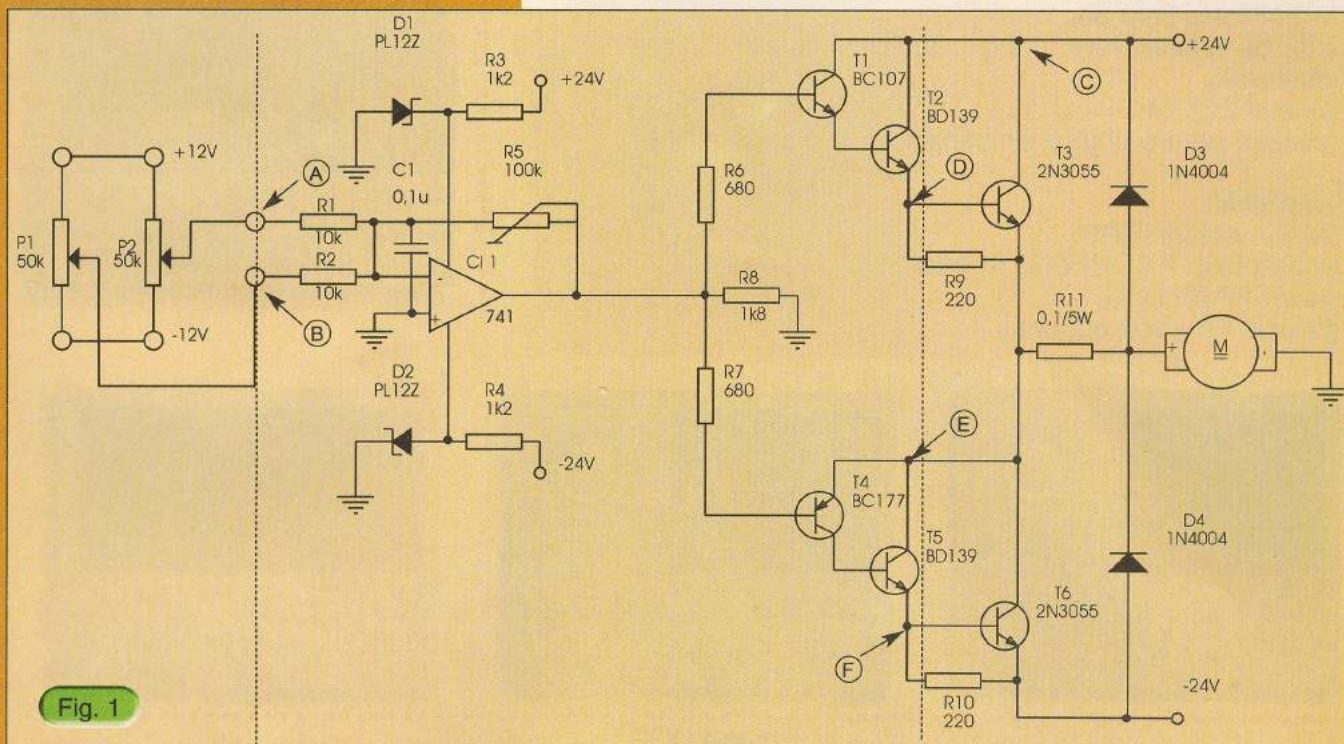 D1
PL12Z
R3
1k2
+24V
+12V
A
C1
0,1u
R5
100k
R1
10k
P1
50k
P2
50k
R2
10k
CI 1
-
+
741
-12V
B
D2
PL12Z
R4
1k2
-24V
T1
BC107
T2
BD139
+24V
C
R6
680
D
T3
2N3055
D3
1N4004
R8
1k8
R9
220
R11
0,1/5W
+
M
-
R7
680
E
T4
BC177
T5
BD139
D4
1N4004
T6
2N3055
F
R10
220
-24V
Fig. 1